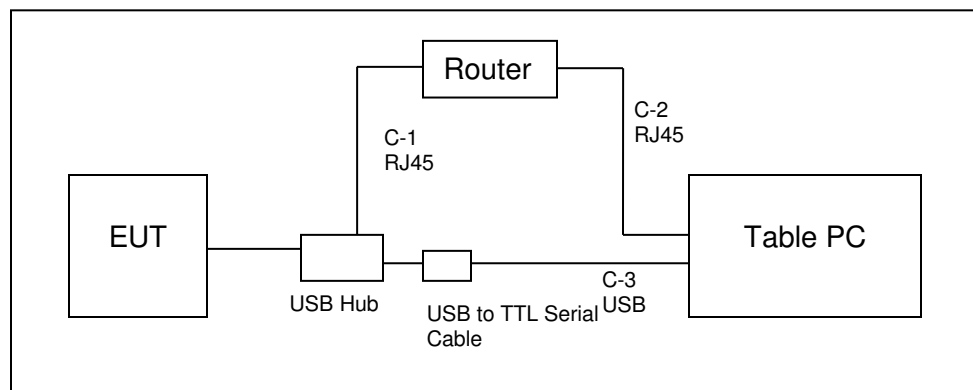 Router
C-1
RJ45
C-2
RJ45
EUT
Table PC
USB Hub
C-3
USB
USB to TTL Serial
Cable